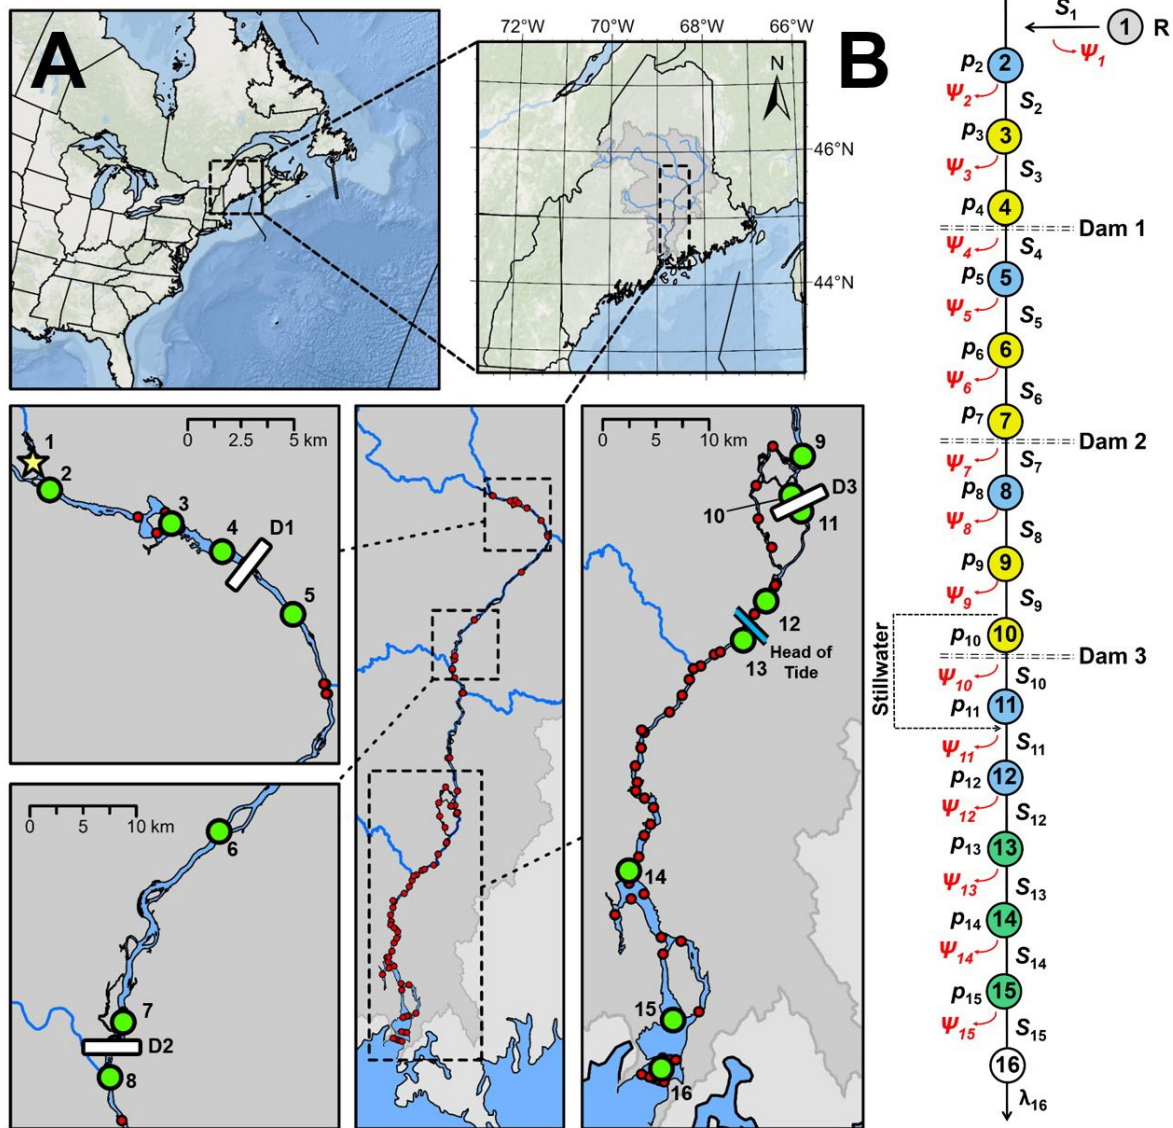 A
72°W 70°W 68°W 66°W
N
46°N
44°N
0 2.5 5 km
1
2
3
4
D1
5
0 5 10 km
6
7
D2
8
0 5 10 km
9
D3
10
11
12
Head of
Tide
13
14
15
16
B
S1
1 R
Ψ1
p2 2
Ψ2 S2
p3 3
Ψ3 S3
p4 4
Dam 1
Ψ4 S4
p5 5
Ψ5 S5
p6 6
Ψ6 S6
p7 7
Dam 2
Ψ7 S7
p8 8
Ψ8 S8
p9 9
Ψ9 S9
Stillwater
p10 10
Dam 3
Ψ10 S10
p11 11
Ψ11 S11
p12 12
Ψ12 S12
p13 13
Ψ13 S13
p14 14
Ψ14 S14
p15 15
Ψ15 S15
16
λ16